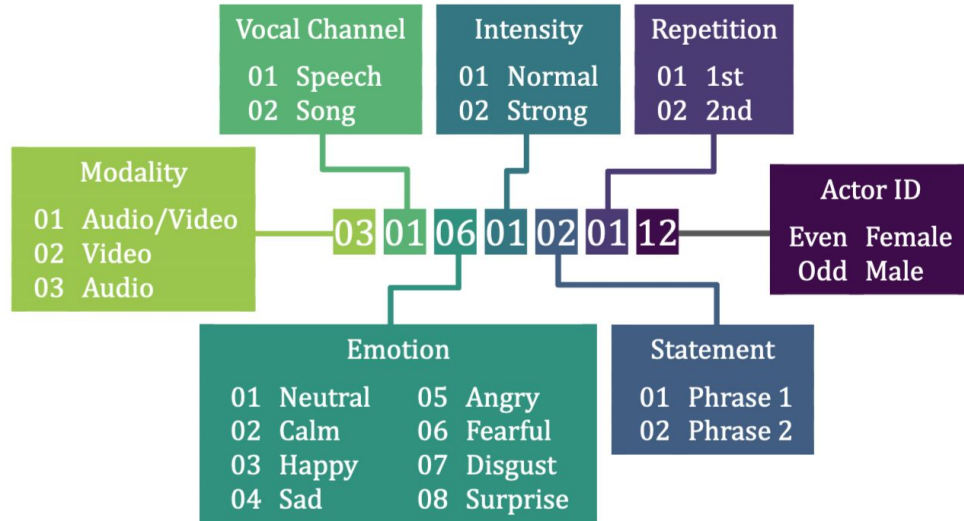 Vocal Channel
01 Speech
02 Song
Intensity
01 Normal
02 Strong
Repetition
01 1st
02 2nd
Modality
01 Audio/Video
02 Video
03 Audio
03 01 06 01 02 01 12
Actor ID
Even Female
Odd Male
Emotion
01 Neutral 05 Angry
02 Calm 06 Fearful
03 Happy 07 Disgust
04 Sad 08 Surprise
Statement
01 Phrase 1
02 Phrase 2